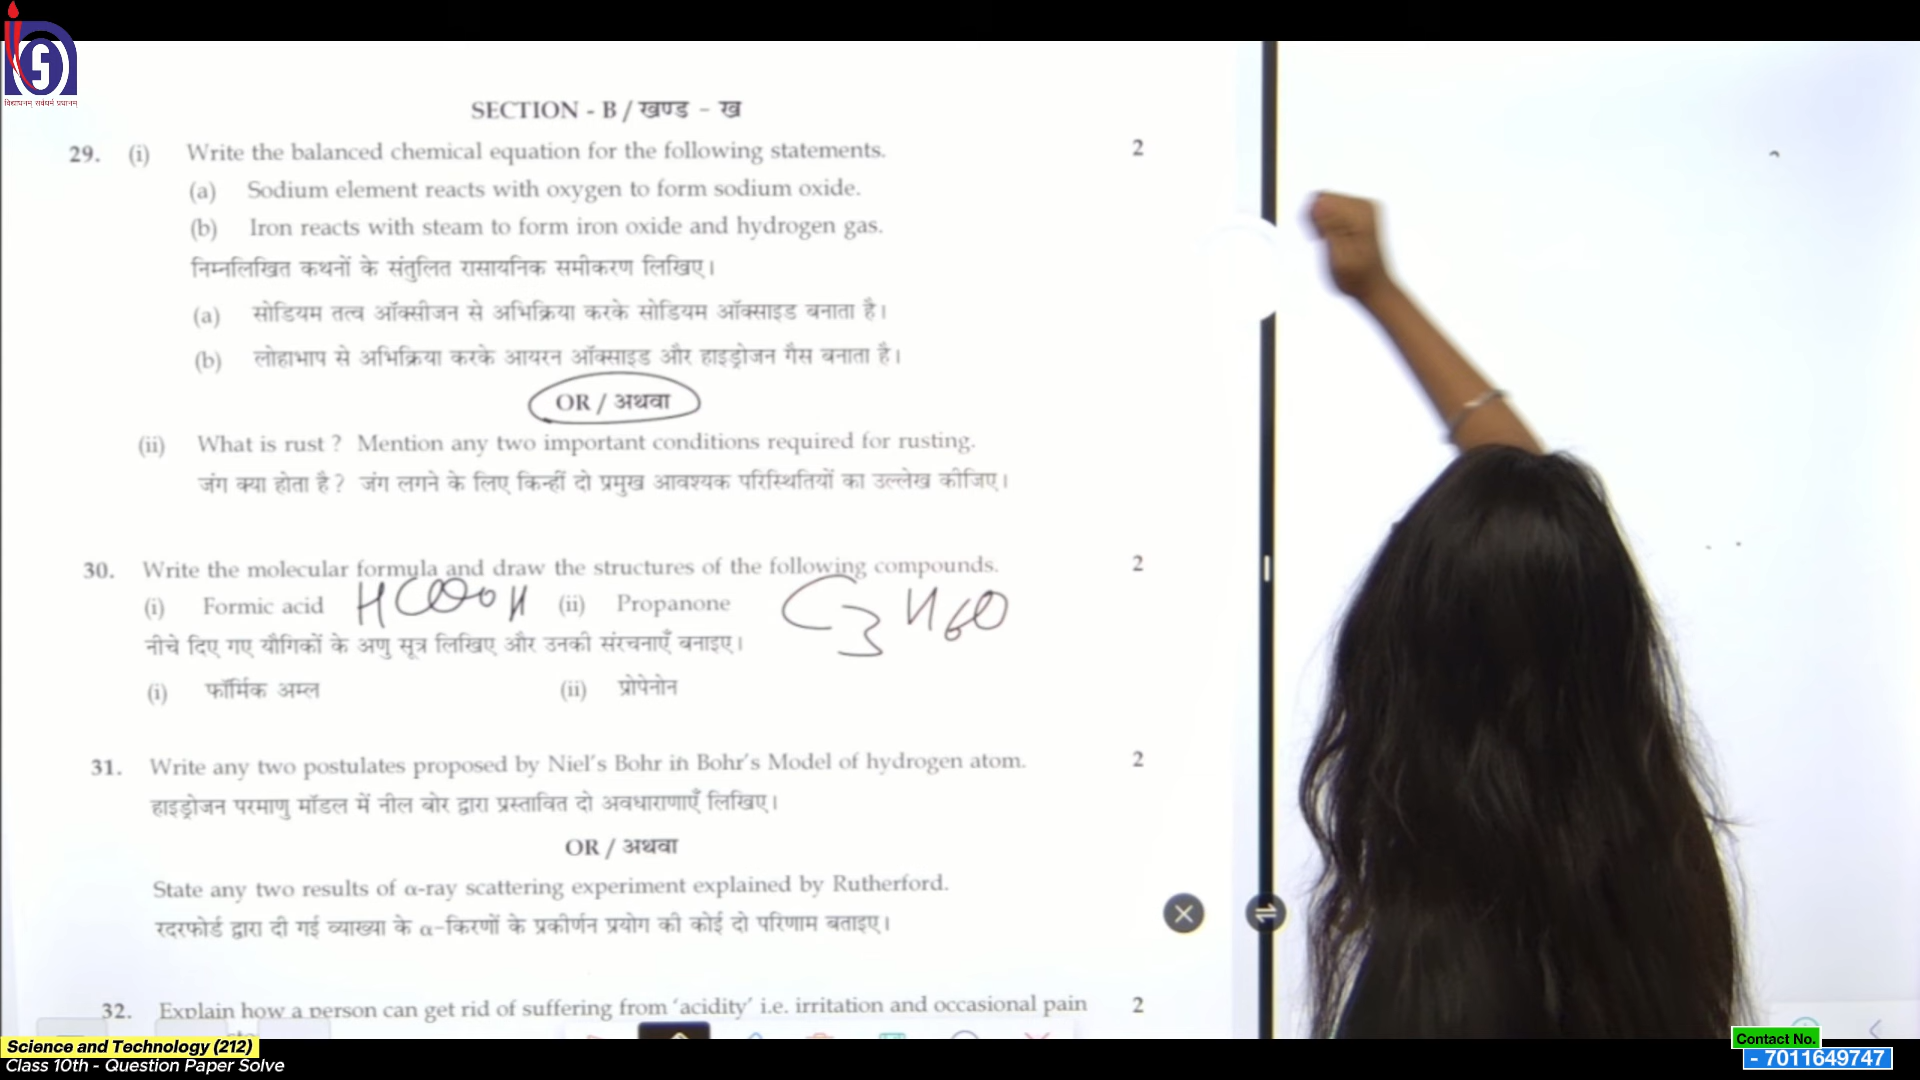 विद्याधनम् सर्वधर्म प्रधानम्
SECTION - B / खण्ड - ख
29. (i) Write the balanced chemical equation for the following statements. 2
(a) Sodium element reacts with oxygen to form sodium oxide.
(b) Iron reacts with steam to form iron oxide and hydrogen gas.
निम्नलिखित कथनों के संतुलित रासायनिक समीकरण लिखिए।
(a) सोडियम तत्व ऑक्सीजन से अभिक्रिया करके सोडियम ऑक्साइड बनाता है।
(b) लोहाभाप से अभिक्रिया करके आयरन ऑक्साइड और हाइड्रोजन गैस बनाता है।
OR / अथवा
(ii) What is rust ? Mention any two important conditions required for rusting.
जंग क्या होता है? जंग लगने के लिए किन्हीं दो प्रमुख आवश्यक परिस्थितियों का उल्लेख कीजिए।
30. Write the molecular formula and draw the structures of the following compounds. 2
(i) Formic acid HCOOH (ii) Propanone C3H6O
नीचे दिए गए यौगिकों के अणु सूत्र लिखिए और उनकी संरचनाएँ बनाइए।
(i) फॉर्मिक अम्ल (ii) प्रोपेनोन
31. Write any two postulates proposed by Niel's Bohr in Bohr's Model of hydrogen atom. 2
हाइड्रोजन परमाणु मॉडल में नील बोर द्वारा प्रस्तावित दो अवधाराणाएँ लिखिए।
OR / अथवा
State any two results of α-ray scattering experiment explained by Rutherford.
रदरफोर्ड द्वारा दी गई व्याख्या के α-किरणों के प्रकीर्णन प्रयोग की कोई दो परिणाम बताइए।
32. Explain how a person can get rid of suffering from 'acidity' i.e. irritation and occasional pain 2
Science and Technology (212)
Class 10th - Question Paper Solve
Contact No.
- 7011649747